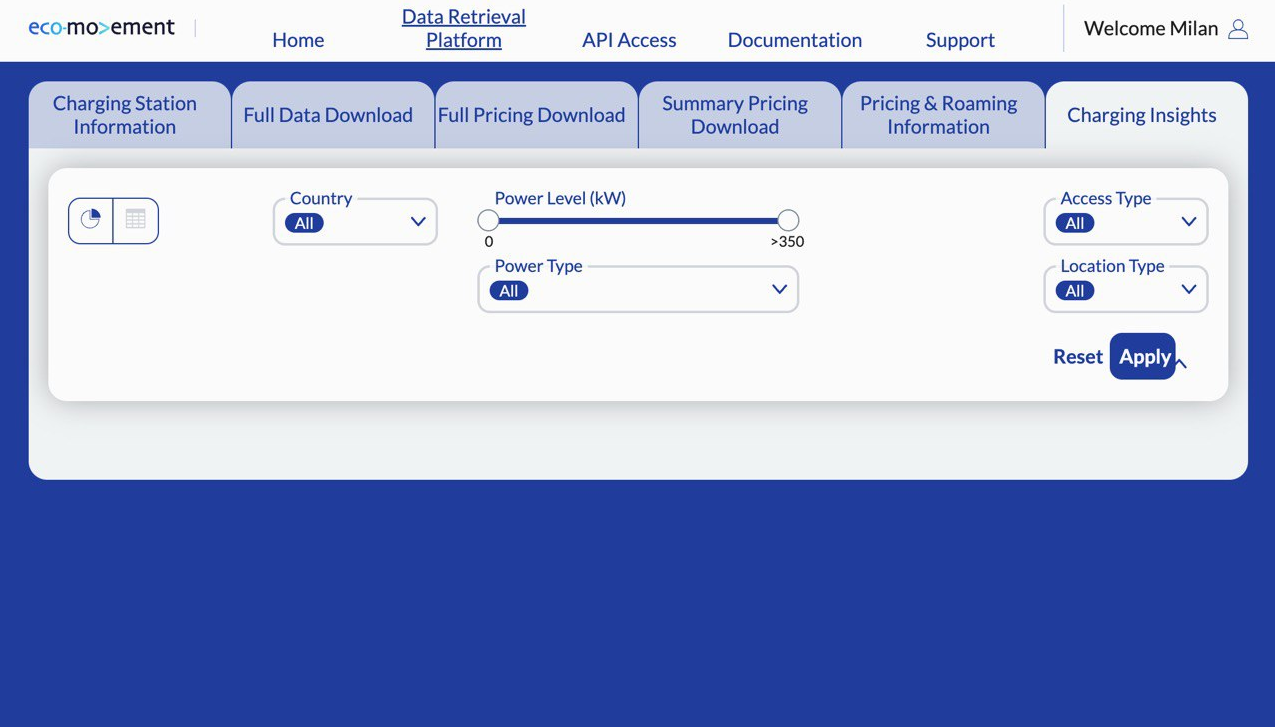 eco-mo>ement
Home
Data Retrieval
Platform
API Access
Documentation
Support
Welcome Milan
Charging Station
Information
Full Data Download
Full Pricing Download
Summary Pricing
Download
Pricing & Roaming
Information
Charging Insights
Country
All
Power Level (kW)
0
>350
Power Type
All
Access Type
All
Location Type
All
Reset
Apply